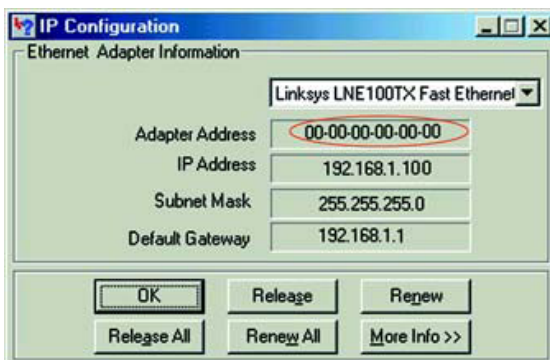 IP Configuration
Ethernet Adapter Information
Linksys LNE100TX Fast Ethernet
Adapter Address 00-00-00-00-00-00
IP Address 192.168.1.100
Subnet Mask 255.255.255.0
Default Gateway 192.168.1.1
OK Release Renew
Release All Renew All More Info >>